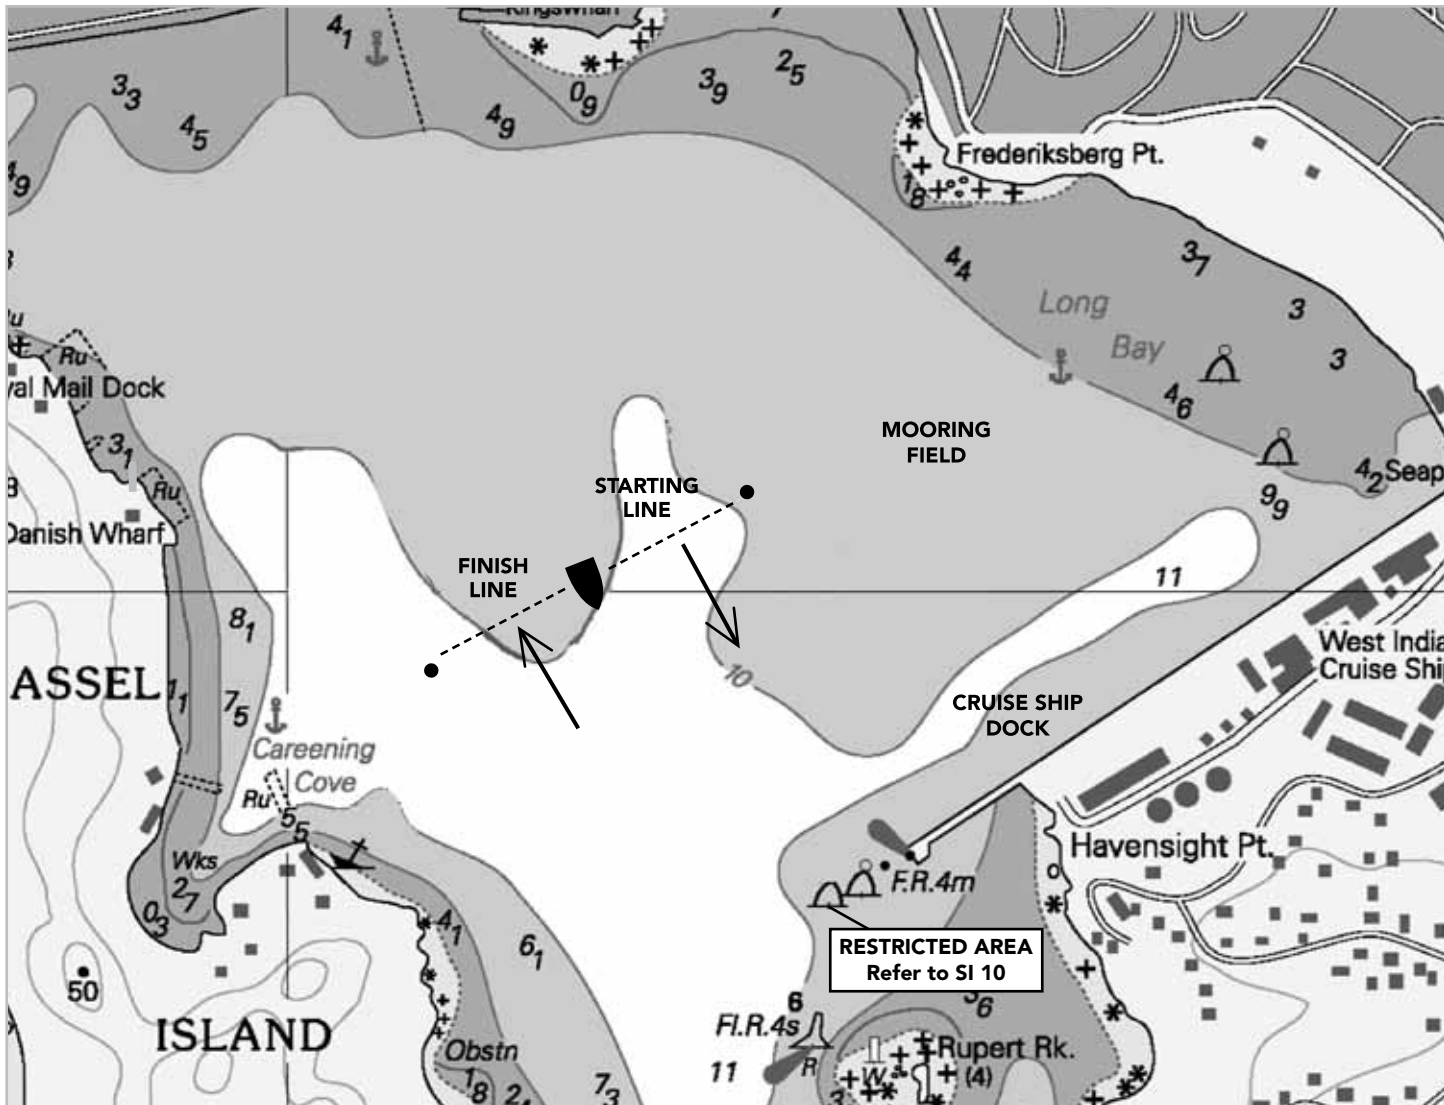 Kingswharf
4₁
2₅
3₃
3₉
0₉
4₅
4₉
Frederiksberg Pt.
4₉
1₈
4₄
3₇
Long
3
Bay
3
Ru
val Mail Dock
4₆
MOORING
FIELD
3₁
4₂
Seap
STARTING
LINE
Ru
9₉
Danish Wharf
FINISH
LINE
11
8₁
West India
Cruise Ship
10
ASSEL
1₁
7₅
CRUISE SHIP
DOCK
Careening
Cove
Ru
5₅
Havensight Pt.
Wks
2₇
F.R.4m
0₃
4₁
6₁
RESTRICTED AREA
Refer to SI 10
50
6
3₆
ISLAND
Fl.R.4s
Obstn
R
Rupert Rk.
(4)
11
W
1₈
7₃